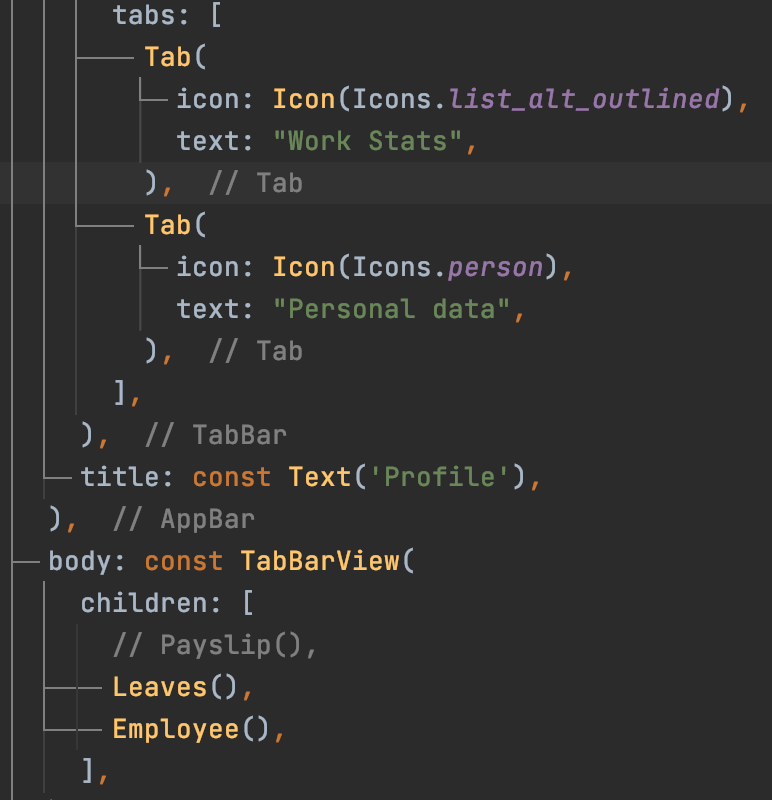 tabs: [
Tab(
icon: Icon(Icons.list_alt_outlined),
text: "Work Stats",
), // Tab
Tab(
icon: Icon(Icons.person),
text: "Personal data",
), // Tab
],
), // TabBar
title: const Text('Profile'),
), // AppBar
body: const TabBarView(
children: [
// Payslip(),
Leaves(),
Employee(),
],